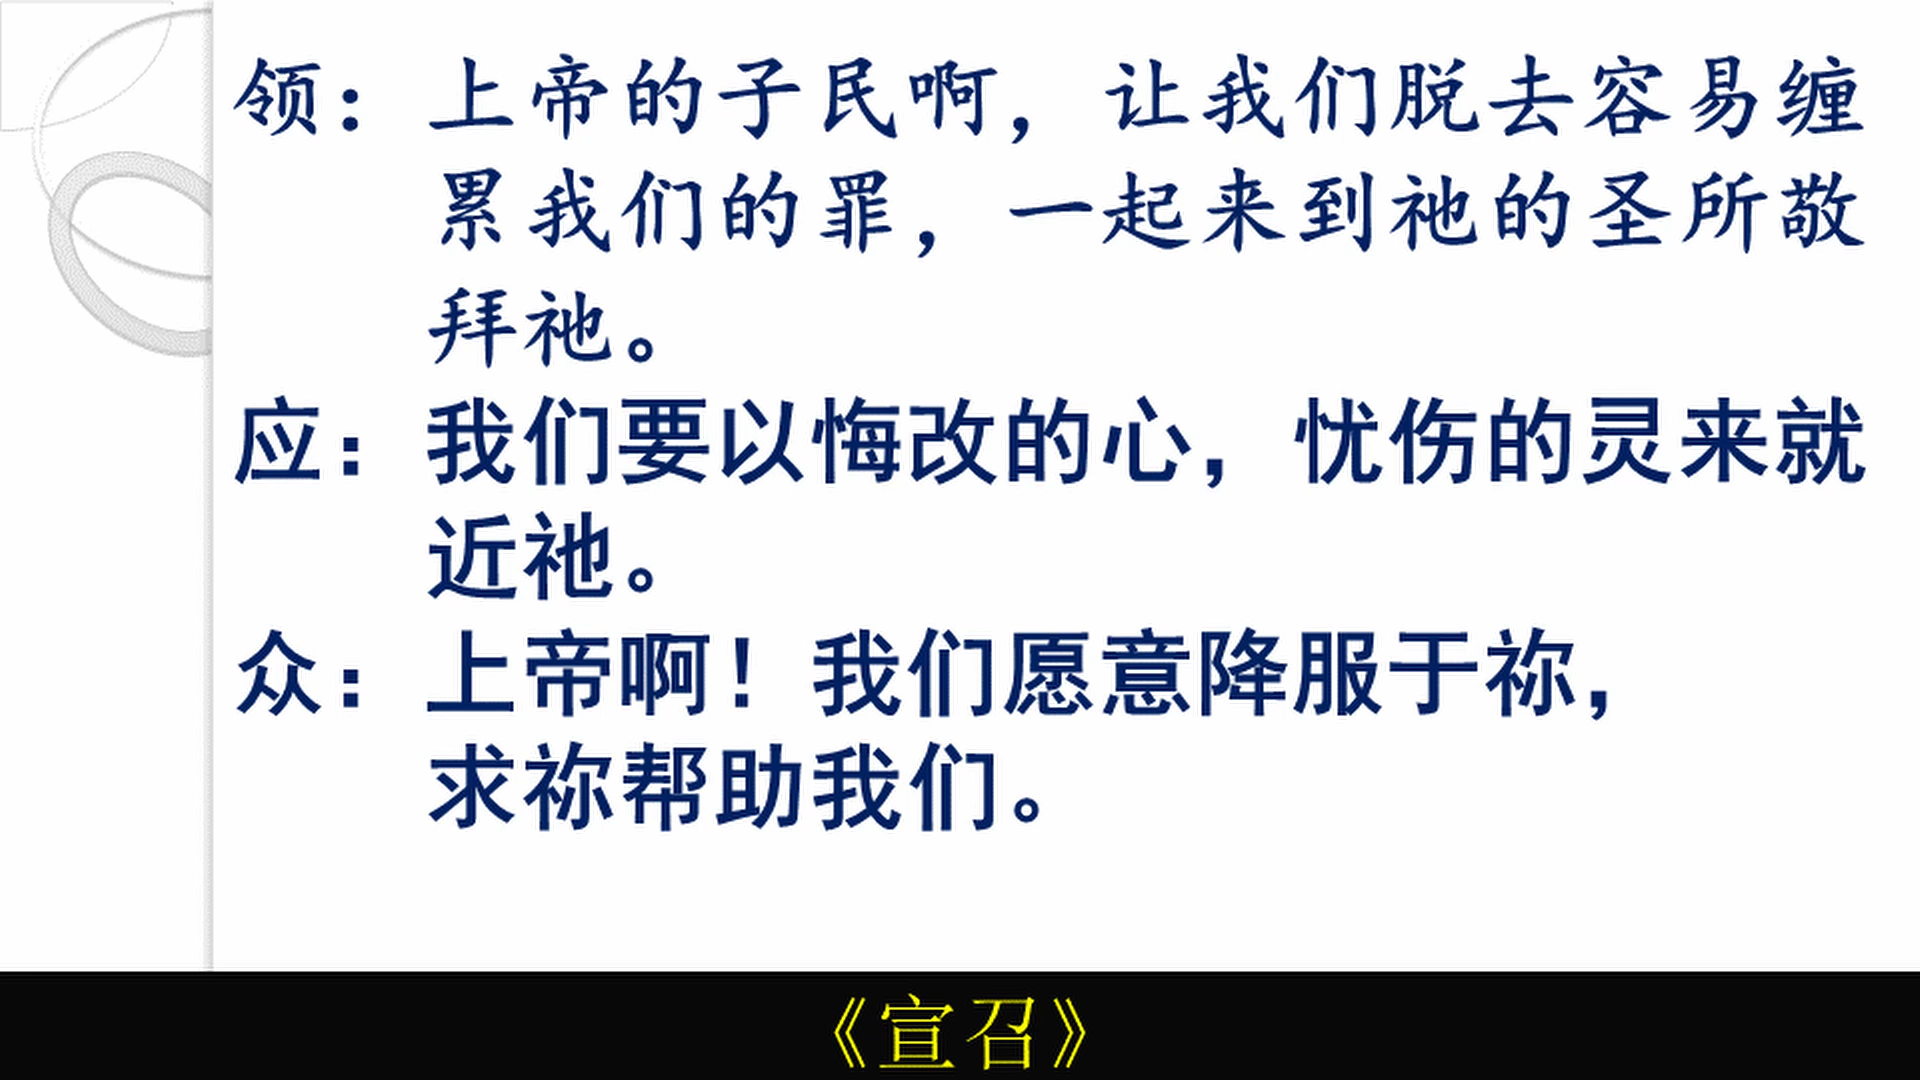 领：上帝的子民啊，让我们脱去容易缠
累我们的罪，一起来到祂的圣所敬
拜祂。
应：我们要以悔改的心，忧伤的灵来就
近祂。
众：上帝啊！我们愿意降服于祢，
求祢帮助我们。
《宣召》